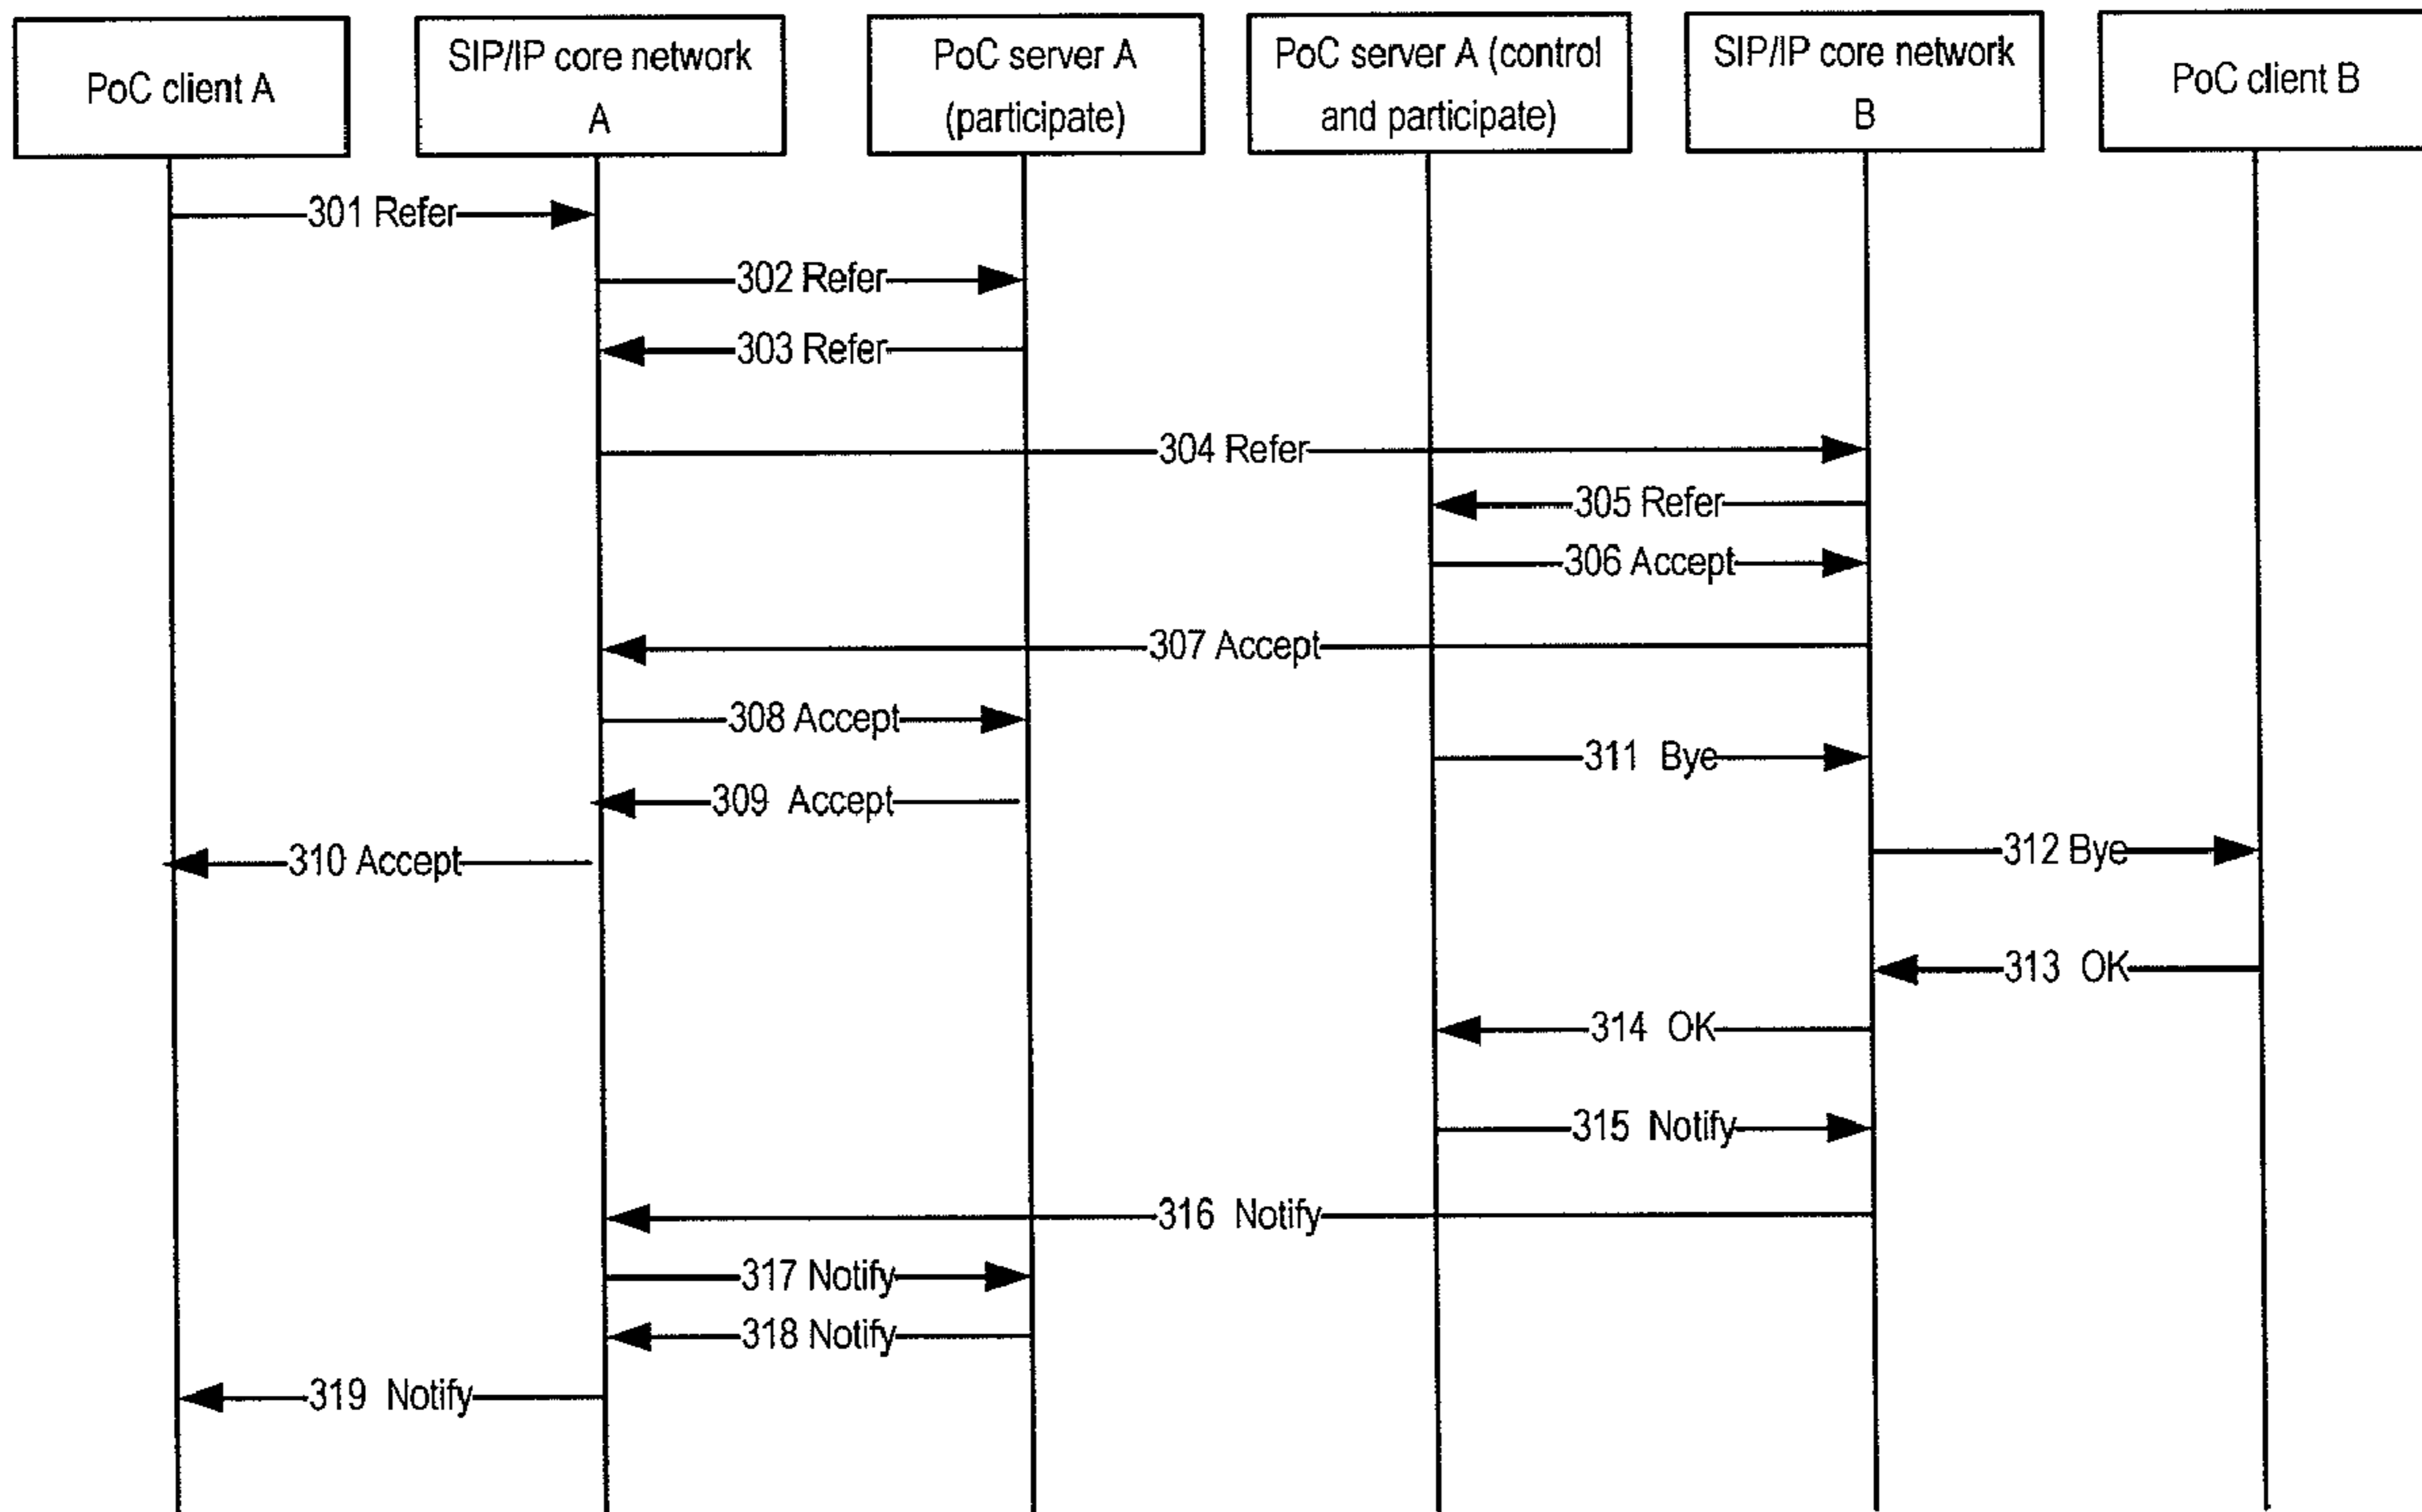 PoC client A
SIP/IP core network
A
PoC server A
(participate)
PoC server A (control
and participate)
SIP/IP core network
B
PoC client B
301 Refer
302 Refer
303 Refer
304 Refer
305 Refer
306 Accept
307 Accept
308 Accept
311 Bye
309 Accept
312 Bye
310 Accept
313 OK
314 OK
315 Notify
316 Notify
317 Notify
318 Notify
319 Notify